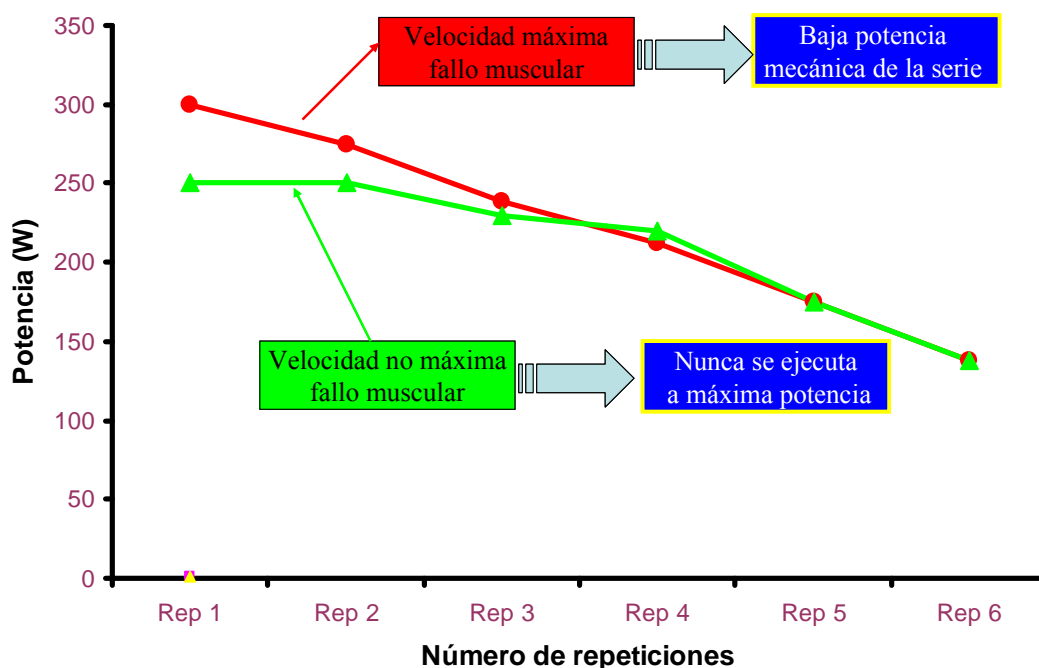 350
300
250
200
150
100
50
0
Potencia (W)
Velocidad máxima
fallo muscular
Baja potencia
mecánica de la serie
Velocidad no máxima
fallo muscular
Nunca se ejecuta
a máxima potencia
Rep 1 Rep 2 Rep 3 Rep 4 Rep 5 Rep 6
Número de repeticiones